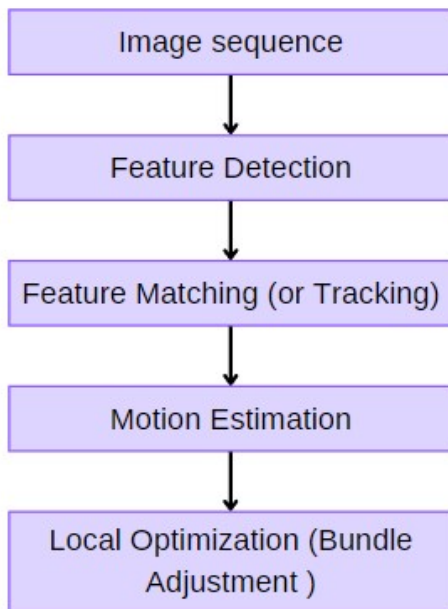 Image sequence
Feature Detection
Feature Matching (or Tracking)
Motion Estimation
Local Optimization (Bundle
Adjustment )